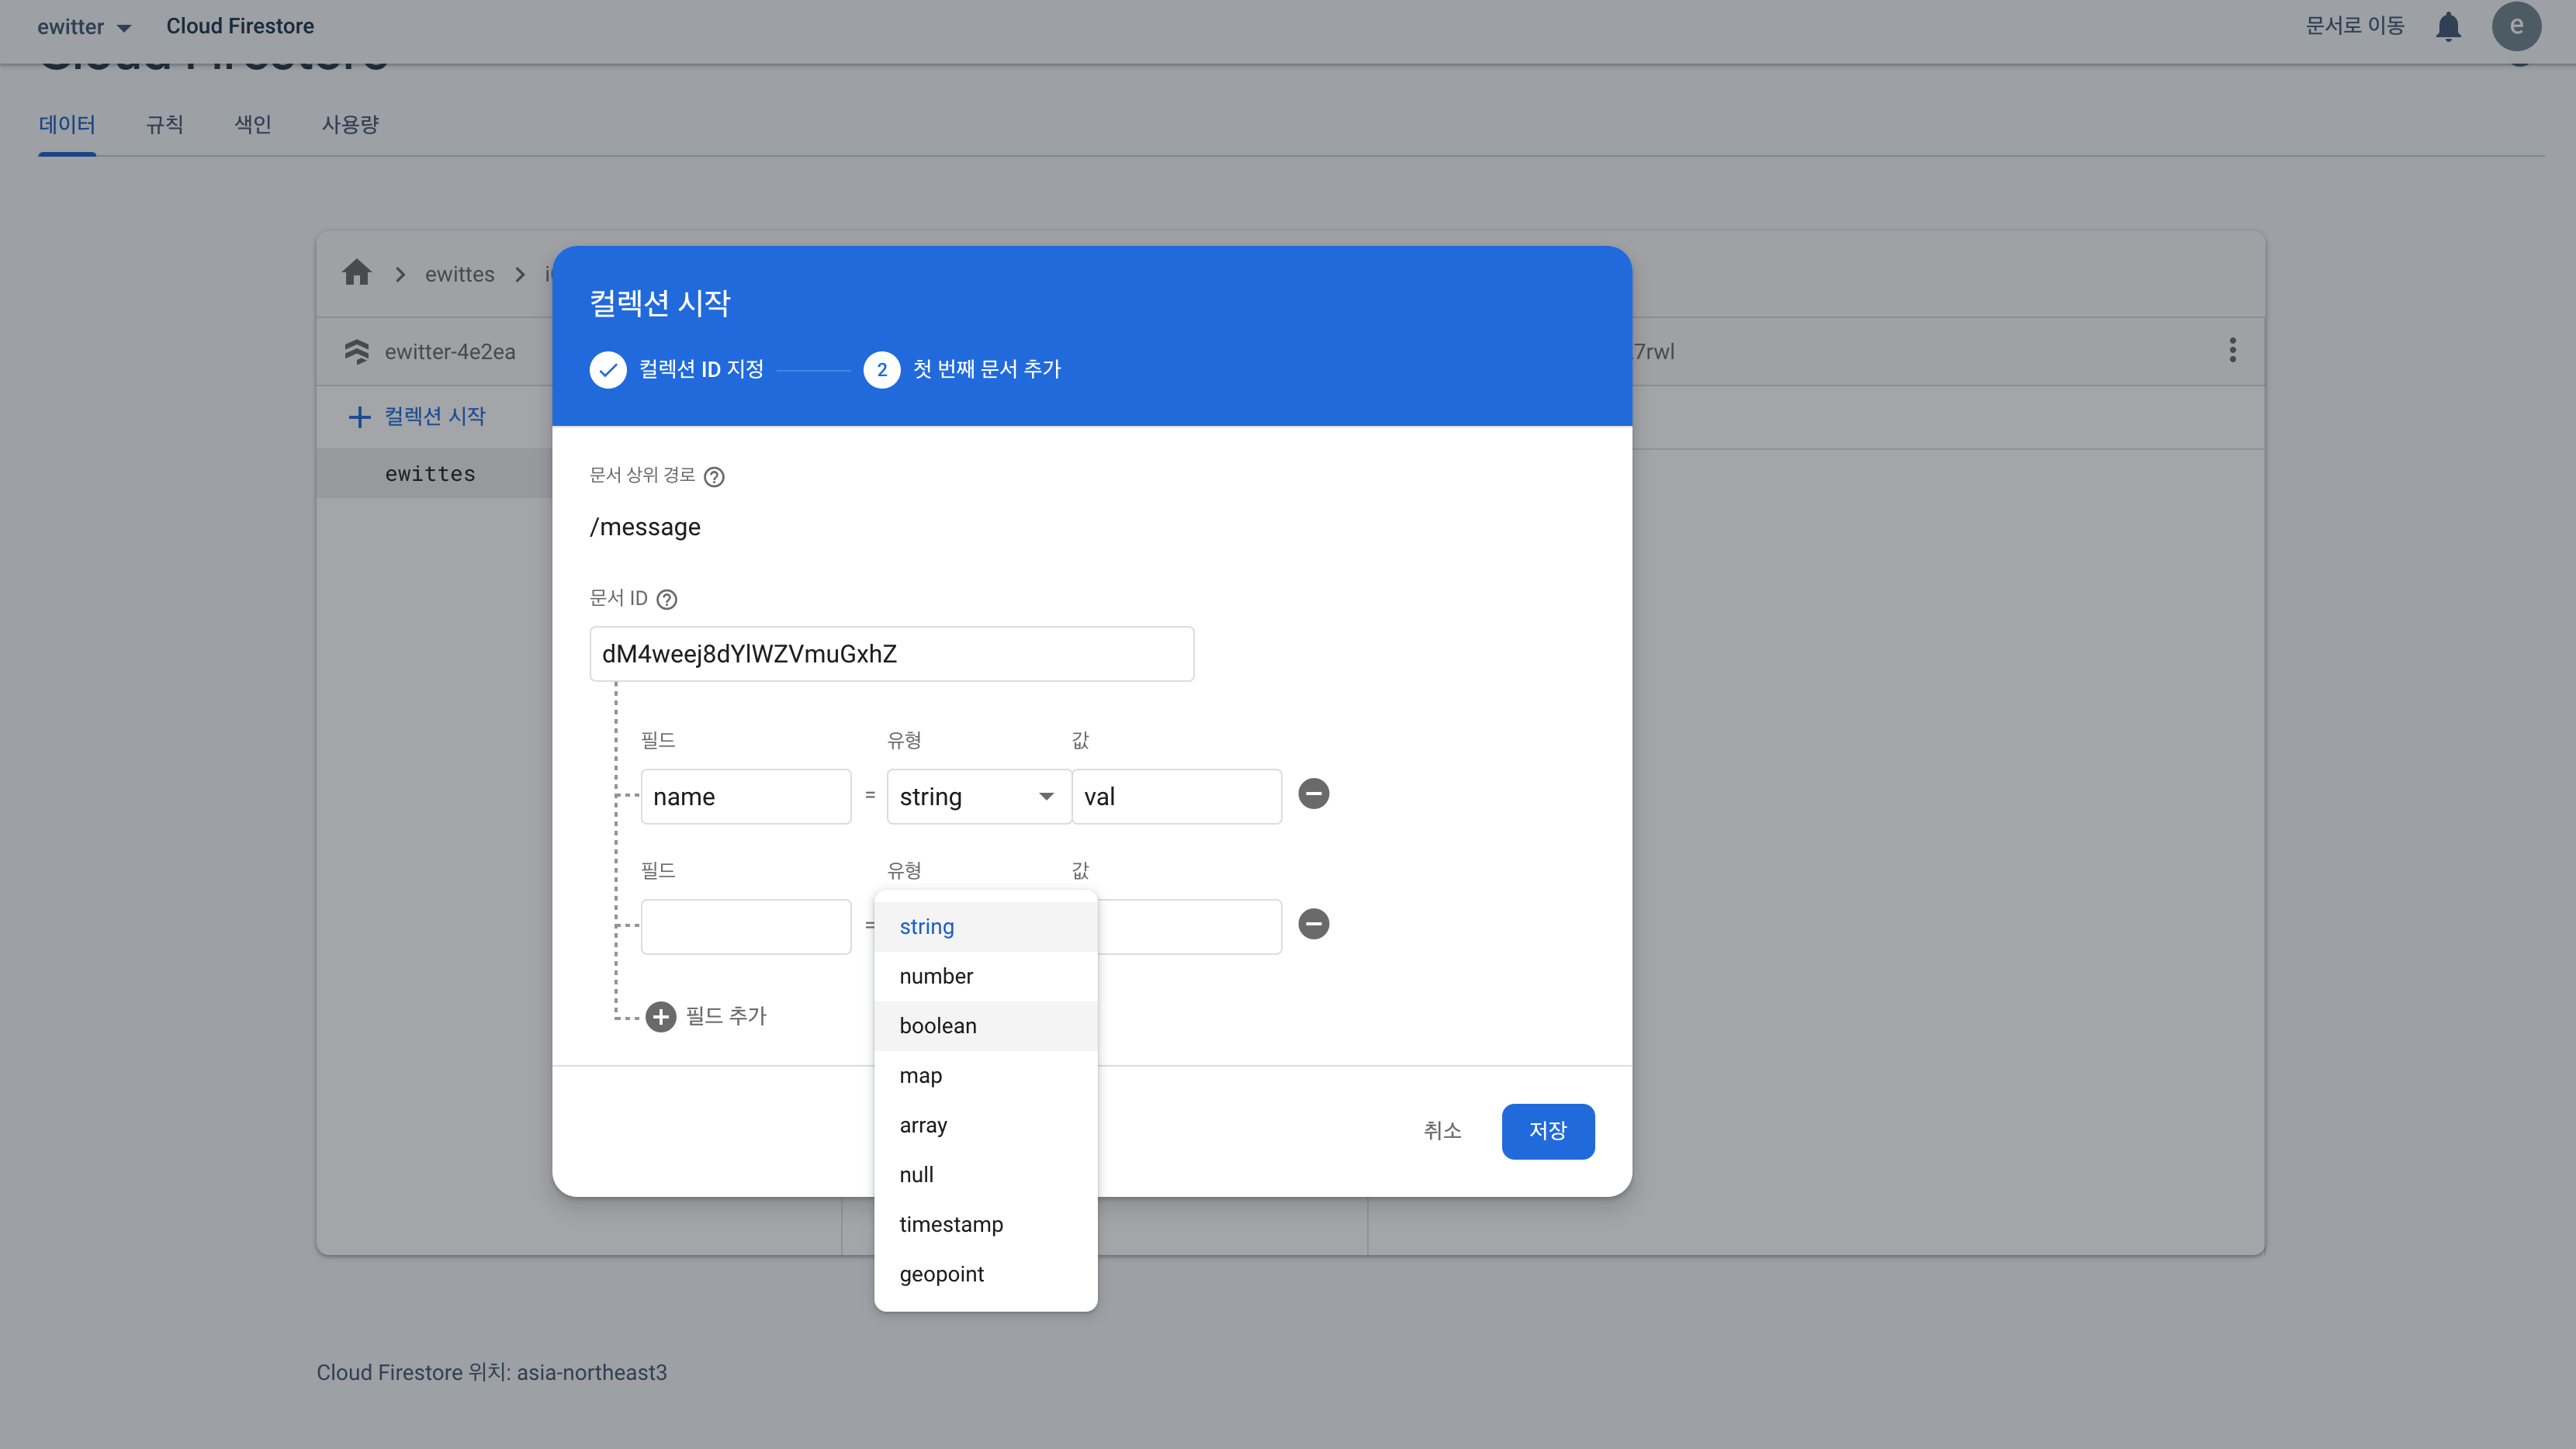 ewitter
Cloud Firestore
문서로 이동
e
Cloud Firestore
데이터
규칙
색인
사용량
ewittes
ewitter-4e2ea
7rwl
컬렉션 시작
ewittes
컬렉션 시작
컬렉션 ID 지정
2 첫 번째 문서 추가
문서 상위 경로
/message
문서 ID
dM4weej8dYlWZVmuGxhZ
필드 유형 값
name = string val
필드 유형 값
=
string
number
boolean
map
array
null
timestamp
geopoint
필드 추가
취소
저장
Cloud Firestore 위치: asia-northeast3